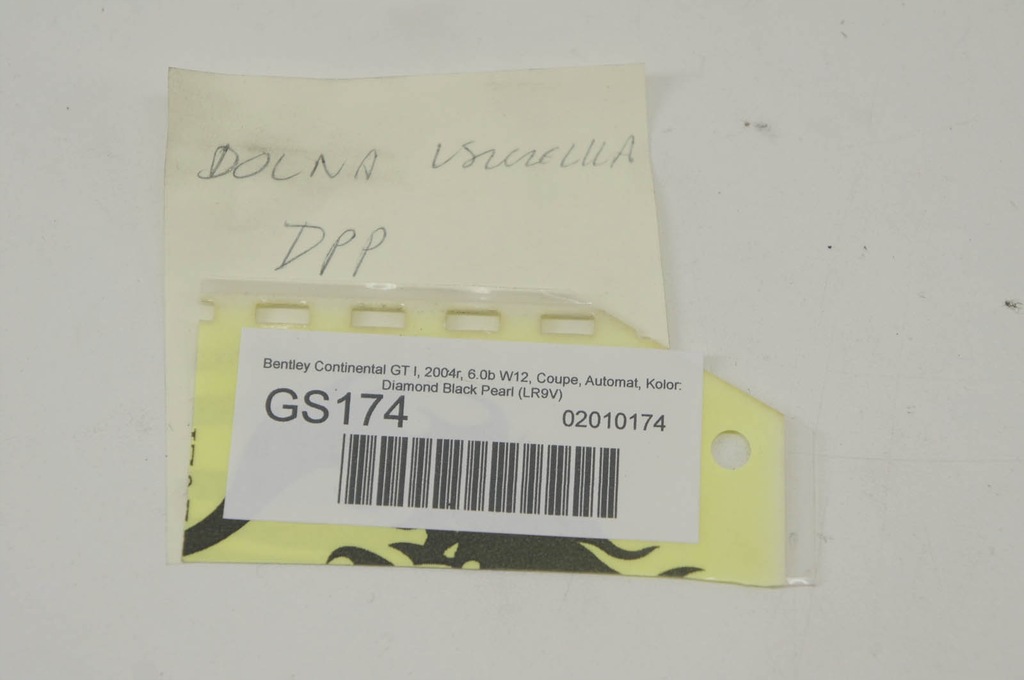 DOLNA USZCZELKA
DPP
Bentley Continental GT I, 2004r, 6.0b W12, Coupe, Automat, Kolor:
Diamond Black Pearl (LR9V)
GS174 02010174